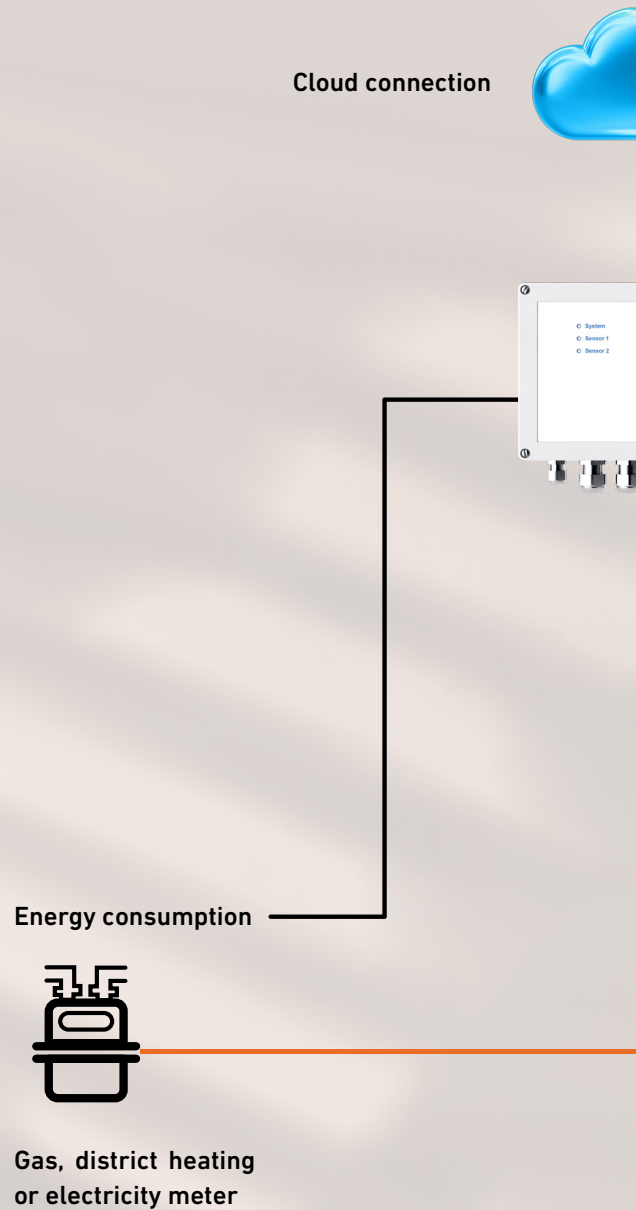 Cloud connection
System
Sensor 1
Sensor 2
Energy consumption
Gas, district heating
or electricity meter